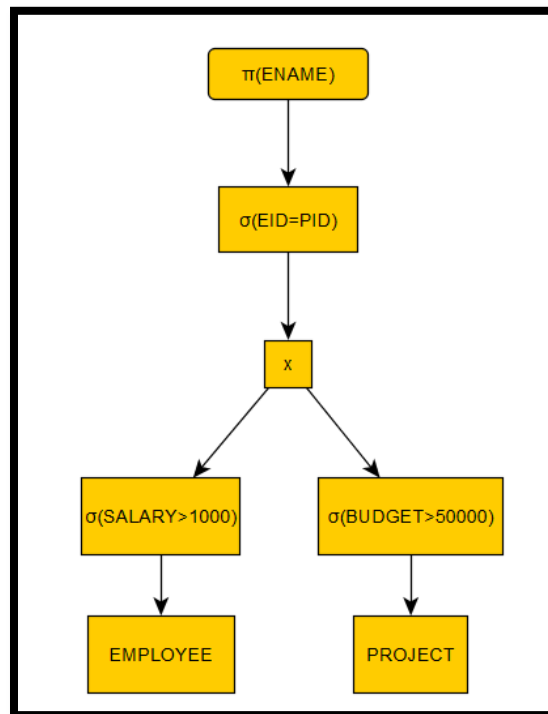 π(ENAME)
σ(EID=PID)
x
σ(SALARY>1000)
σ(BUDGET>50000)
EMPLOYEE
PROJECT